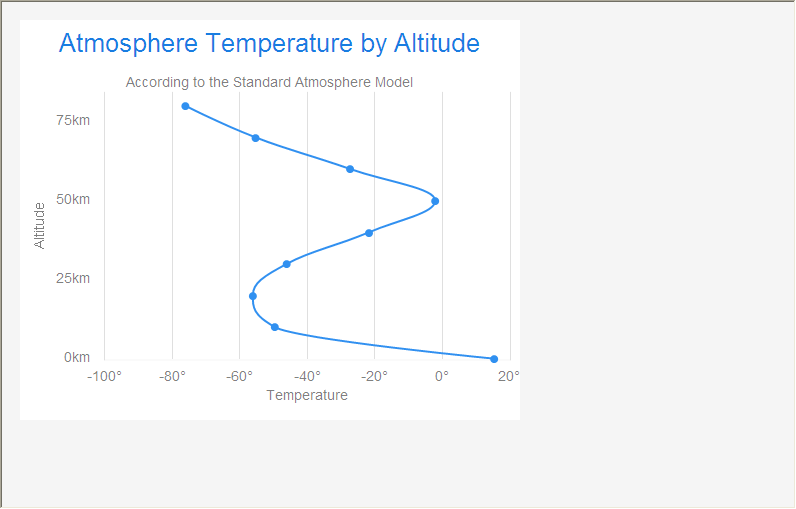 Atmosphere Temperature by Altitude
According to the Standard Atmosphere Model
75km
50km
Altitude
25km
0km
-100° -80° -60° -40° -20° 0° 20°
Temperature